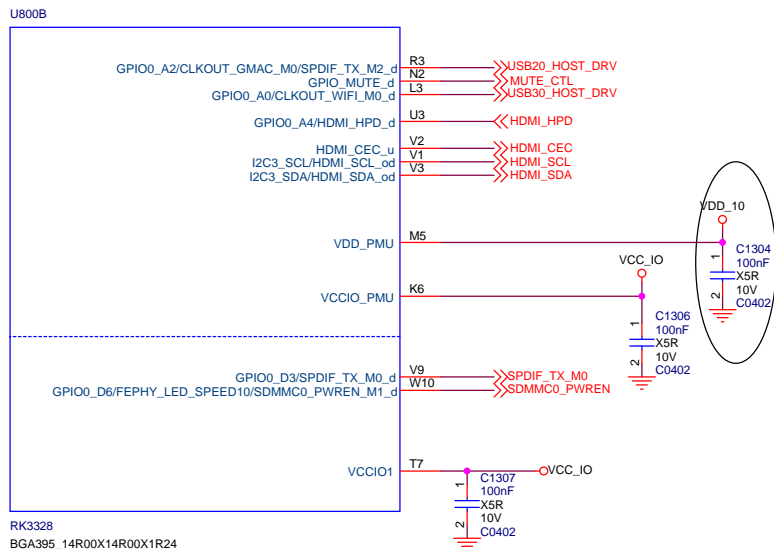 U800B
GPIO0_A2/CLKOUT_GMAC_M0/SPDIF_TX_M2_d R3 USB20_HOST_DRV
GPIO_MUTE_d N2 MUTE_CTL
GPIO0_A0/CLKOUT_WIFI_M0_d L3 USB30_HOST_DRV
GPIO0_A4/HDMI_HPD_d U3 HDMI_HPD
HDMI_CEC_u V2 HDMI_CEC
I2C3_SCL/HDMI_SCL_od V1 HDMI_SCL
I2C3_SDA/HDMI_SDA_od V3 HDMI_SDA
VDD_10
VDD_PMU M5
1 C1304
100nF
X5R
2 10V
C0402
VCC_IO
VCCIO_PMU K6
1 C1306
100nF
X5R
2 10V
C0402
GPIO0_D3/SPDIF_TX_M0_d V9 SPDIF_TX_M0
GPIO0_D6/FEPHY_LED_SPEED10/SDMMC0_PWREN_M1_d W10 SDMMC0_PWREN
VCCIO1 T7 VCC_IO
1 C1307
100nF
X5R
2 10V
C0402
RK3328
BGA395_14R00X14R00X1R24